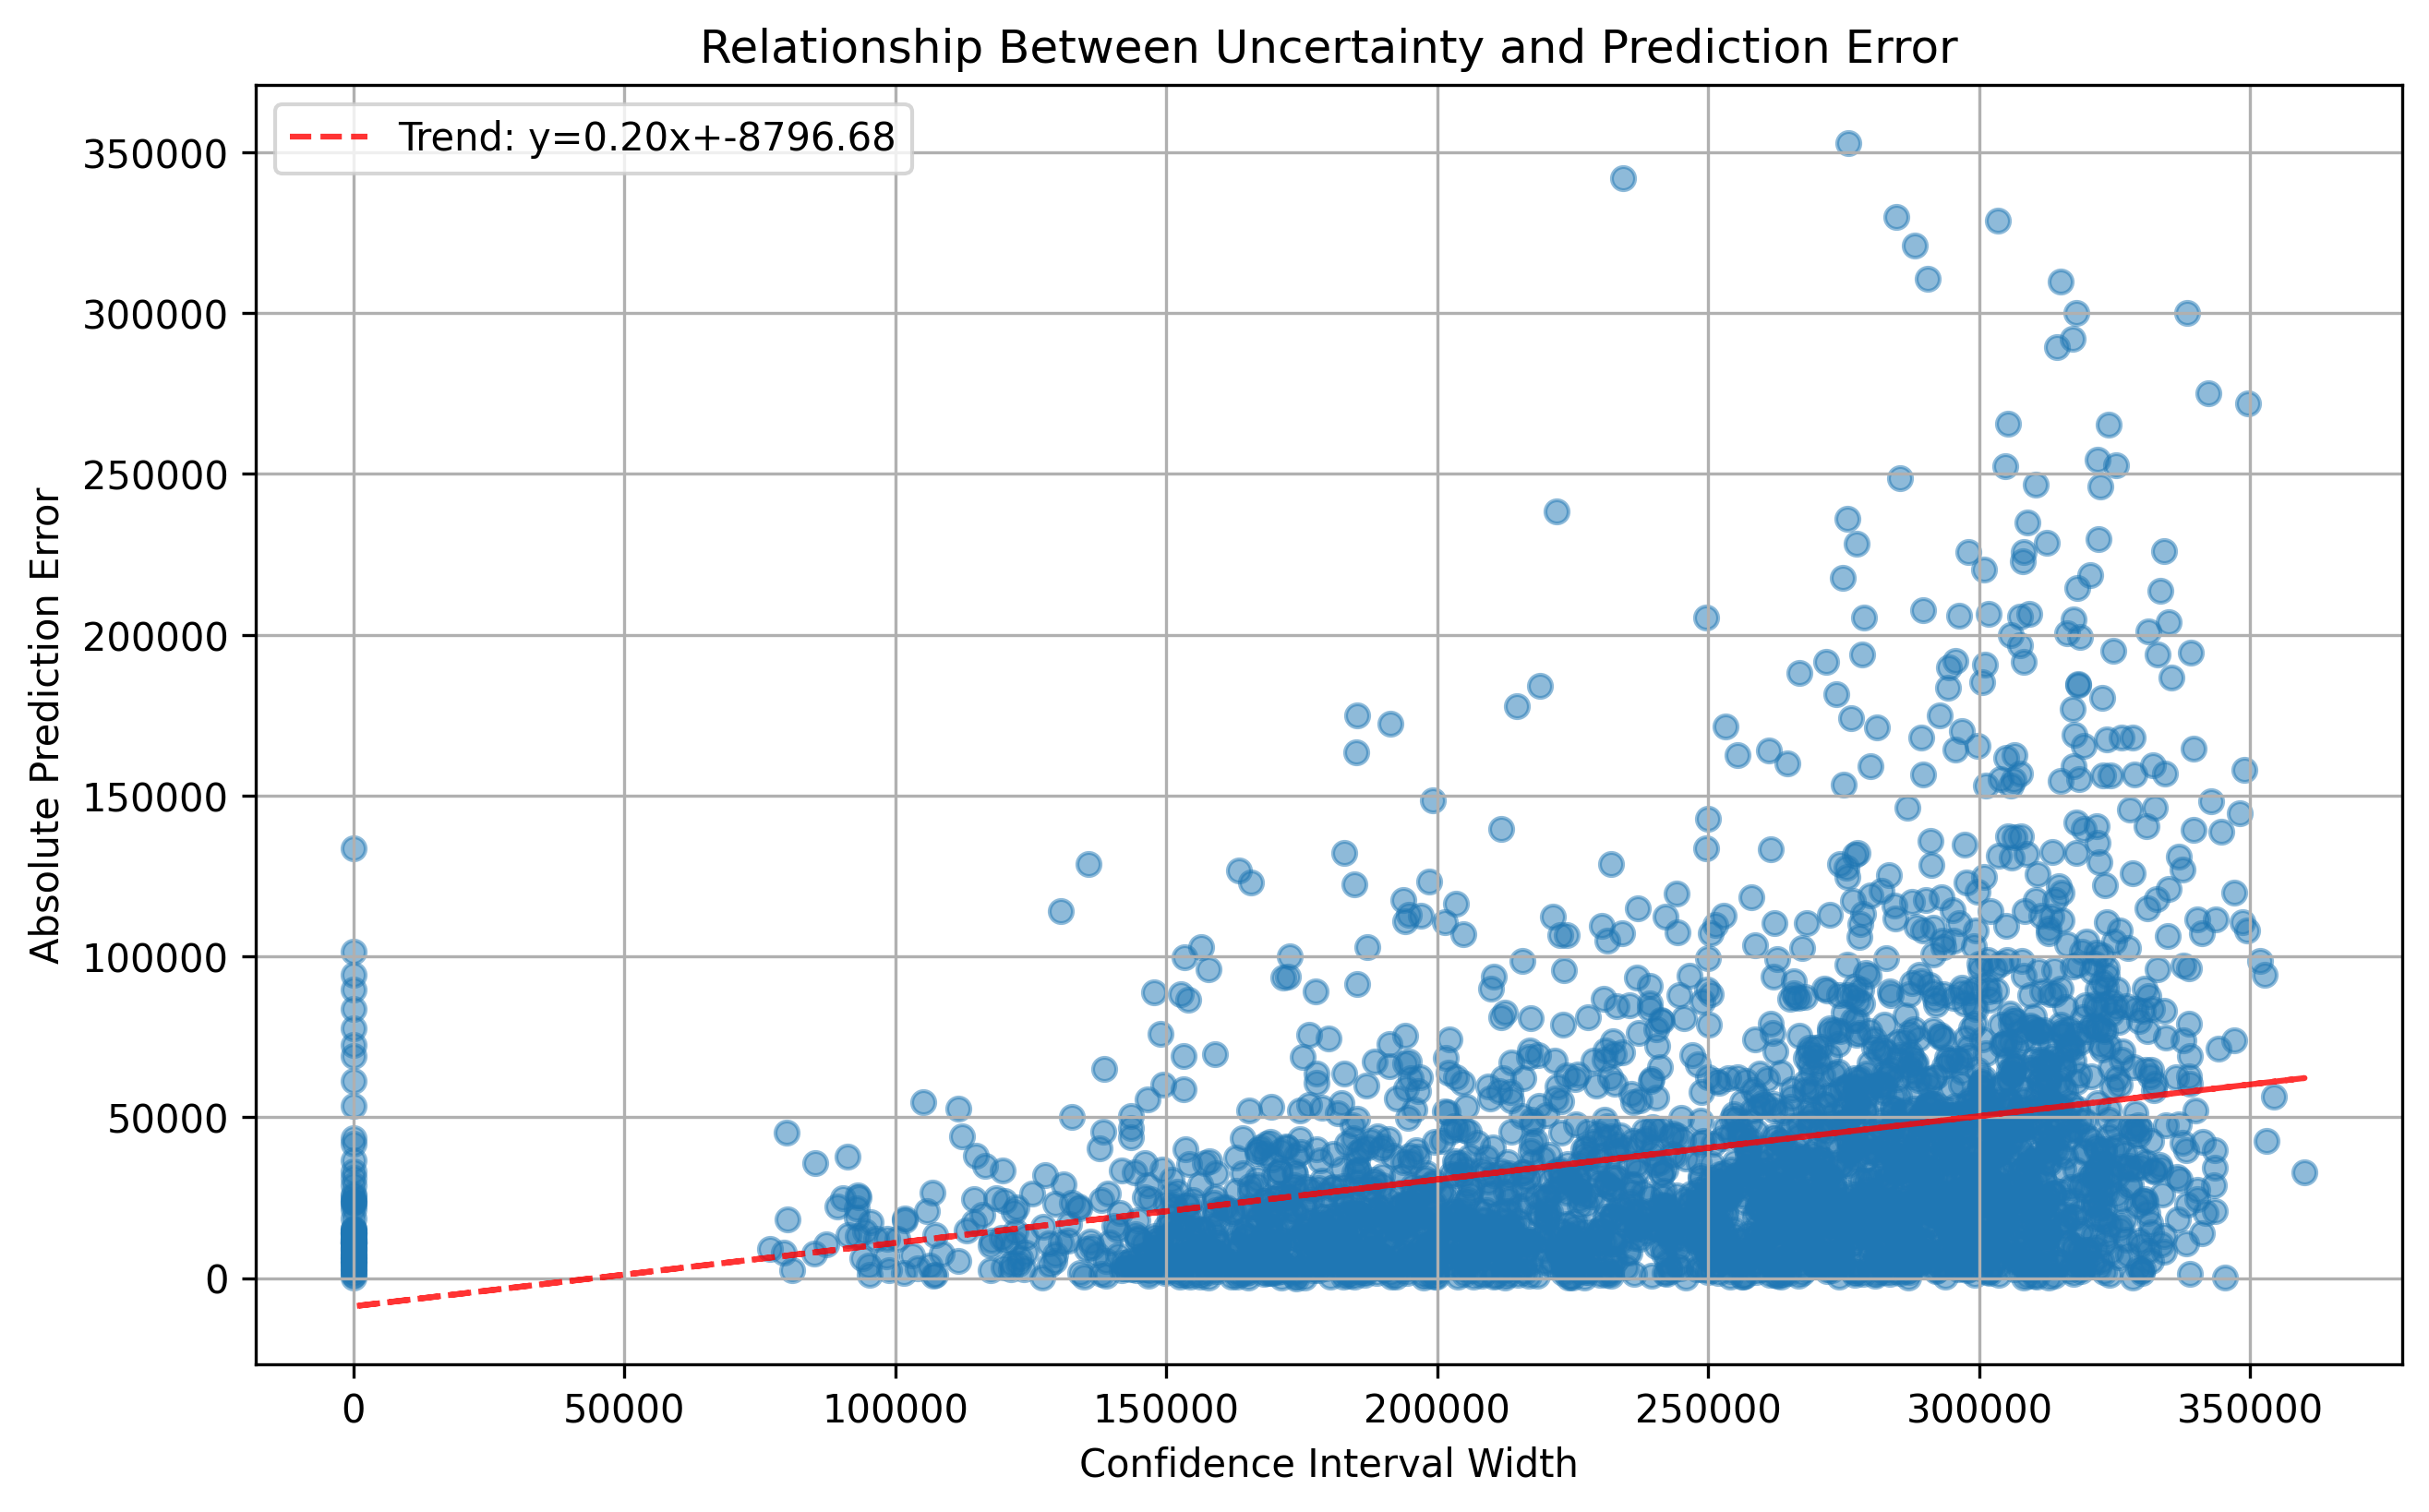 Relationship Between Uncertainty and Prediction Error
Trend: y=0.20x+-8796.68
Absolute Prediction Error
350000
300000
250000
200000
150000
100000
50000
0
0 50000 100000 150000 200000 250000 300000 350000
Confidence Interval Width